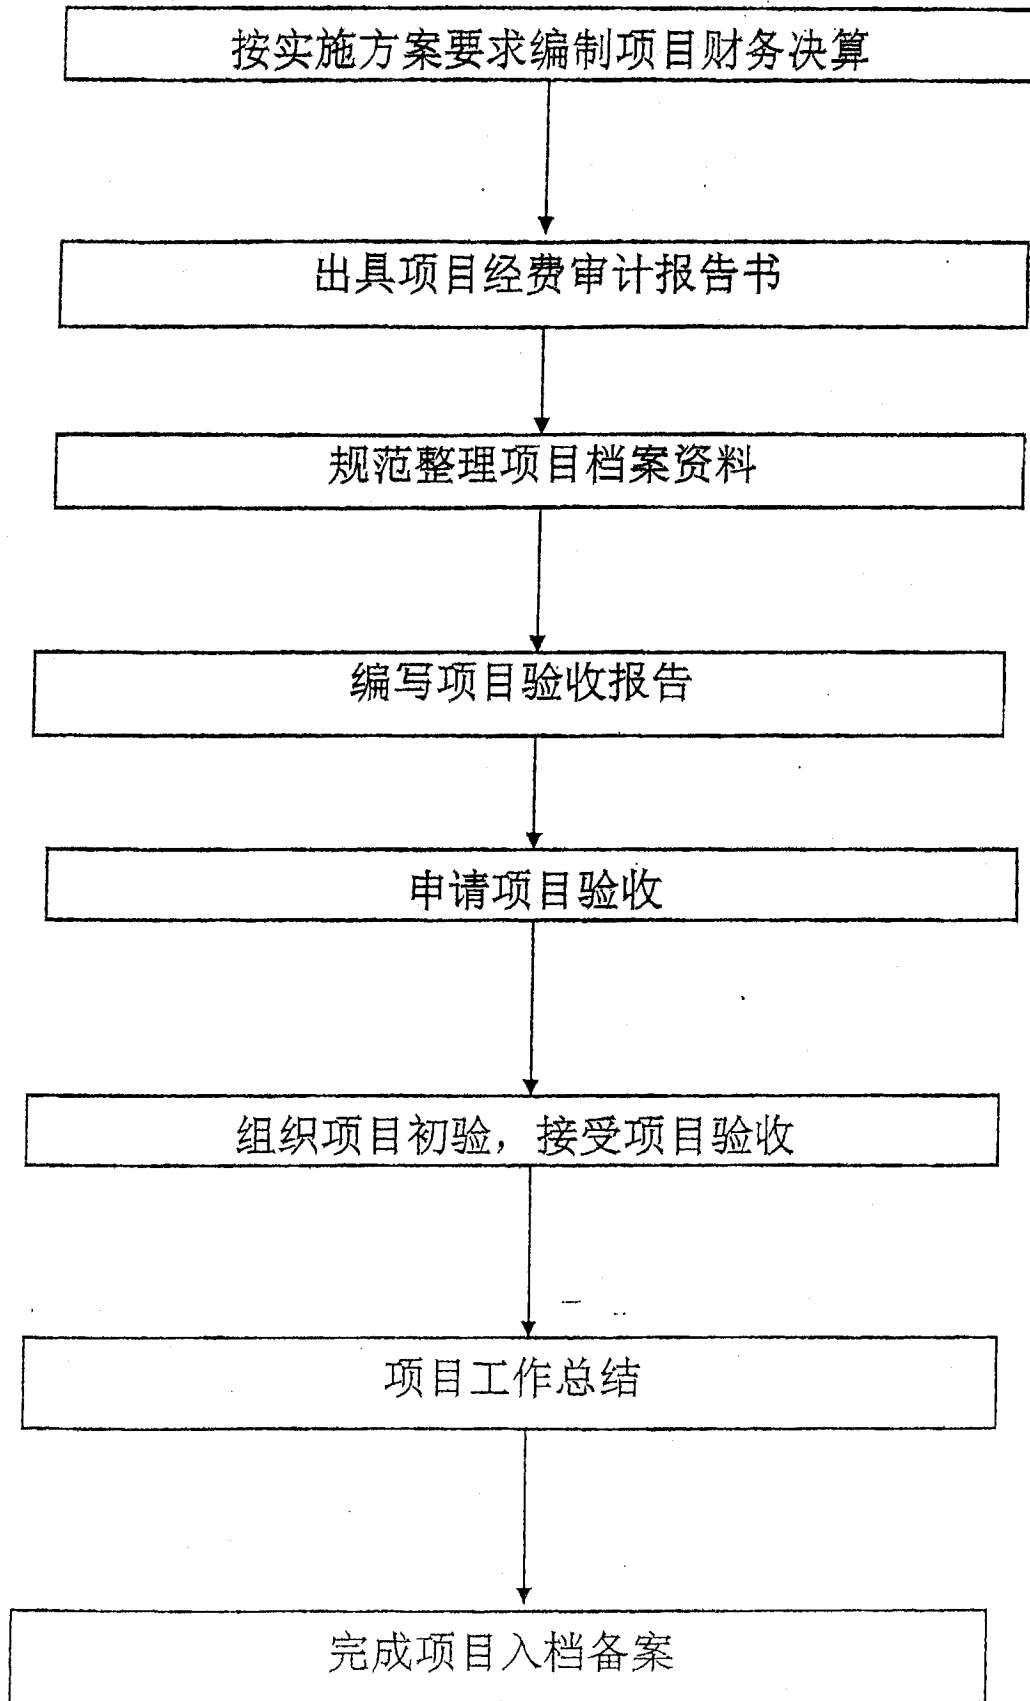 按实施方案要求编制项目财务决算
出具项目经费审计报告书
规范整理项目档案资料
编写项目验收报告
申请项目验收
组织项目初验，接受项目验收
项目工作总结
完成项目入档备案